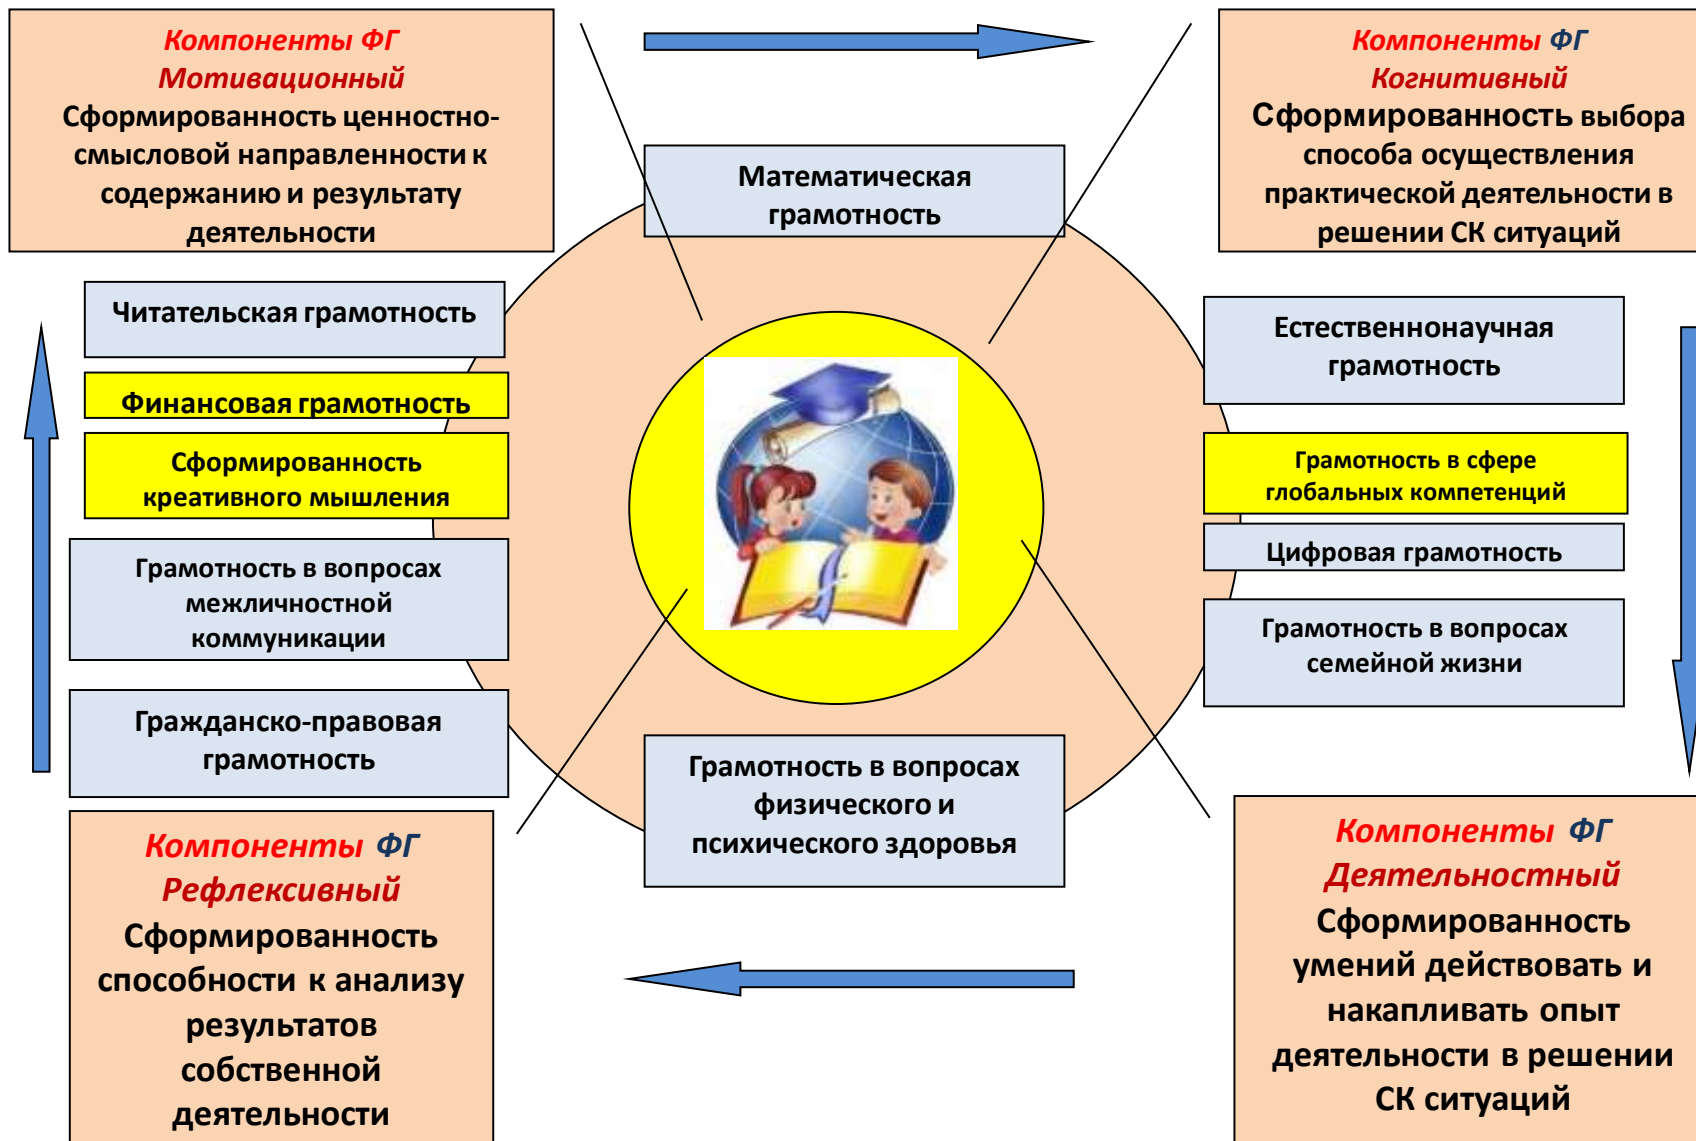 Компоненты ФГ
Мотивационный
Сформированность ценностно-
смысловой направленности к
содержанию и результату
деятельности
Компоненты ФГ
Когнитивный
Сформированность выбора
способа осуществления
практической деятельности в
решении СК ситуаций
Математическая
грамотность
Читательская грамотность
Финансовая грамотность
Сформированность
креативного мышления
Грамотность в вопросах
межличностной
коммуникации
Гражданско-правовая
грамотность
Естественнонаучная
грамотность
Грамотность в сфере
глобальных компетенций
Цифровая грамотность
Грамотность в вопросах
семейной жизни
Грамотность в вопросах
физического и
психического здоровья
Компоненты ФГ
Рефлексивный
Сформированность
способности к анализу
результатов
собственной
деятельности
Компоненты ФГ
Деятельностный
Сформированность
умений действовать и
накапливать опыт
деятельности в решении
СК ситуаций